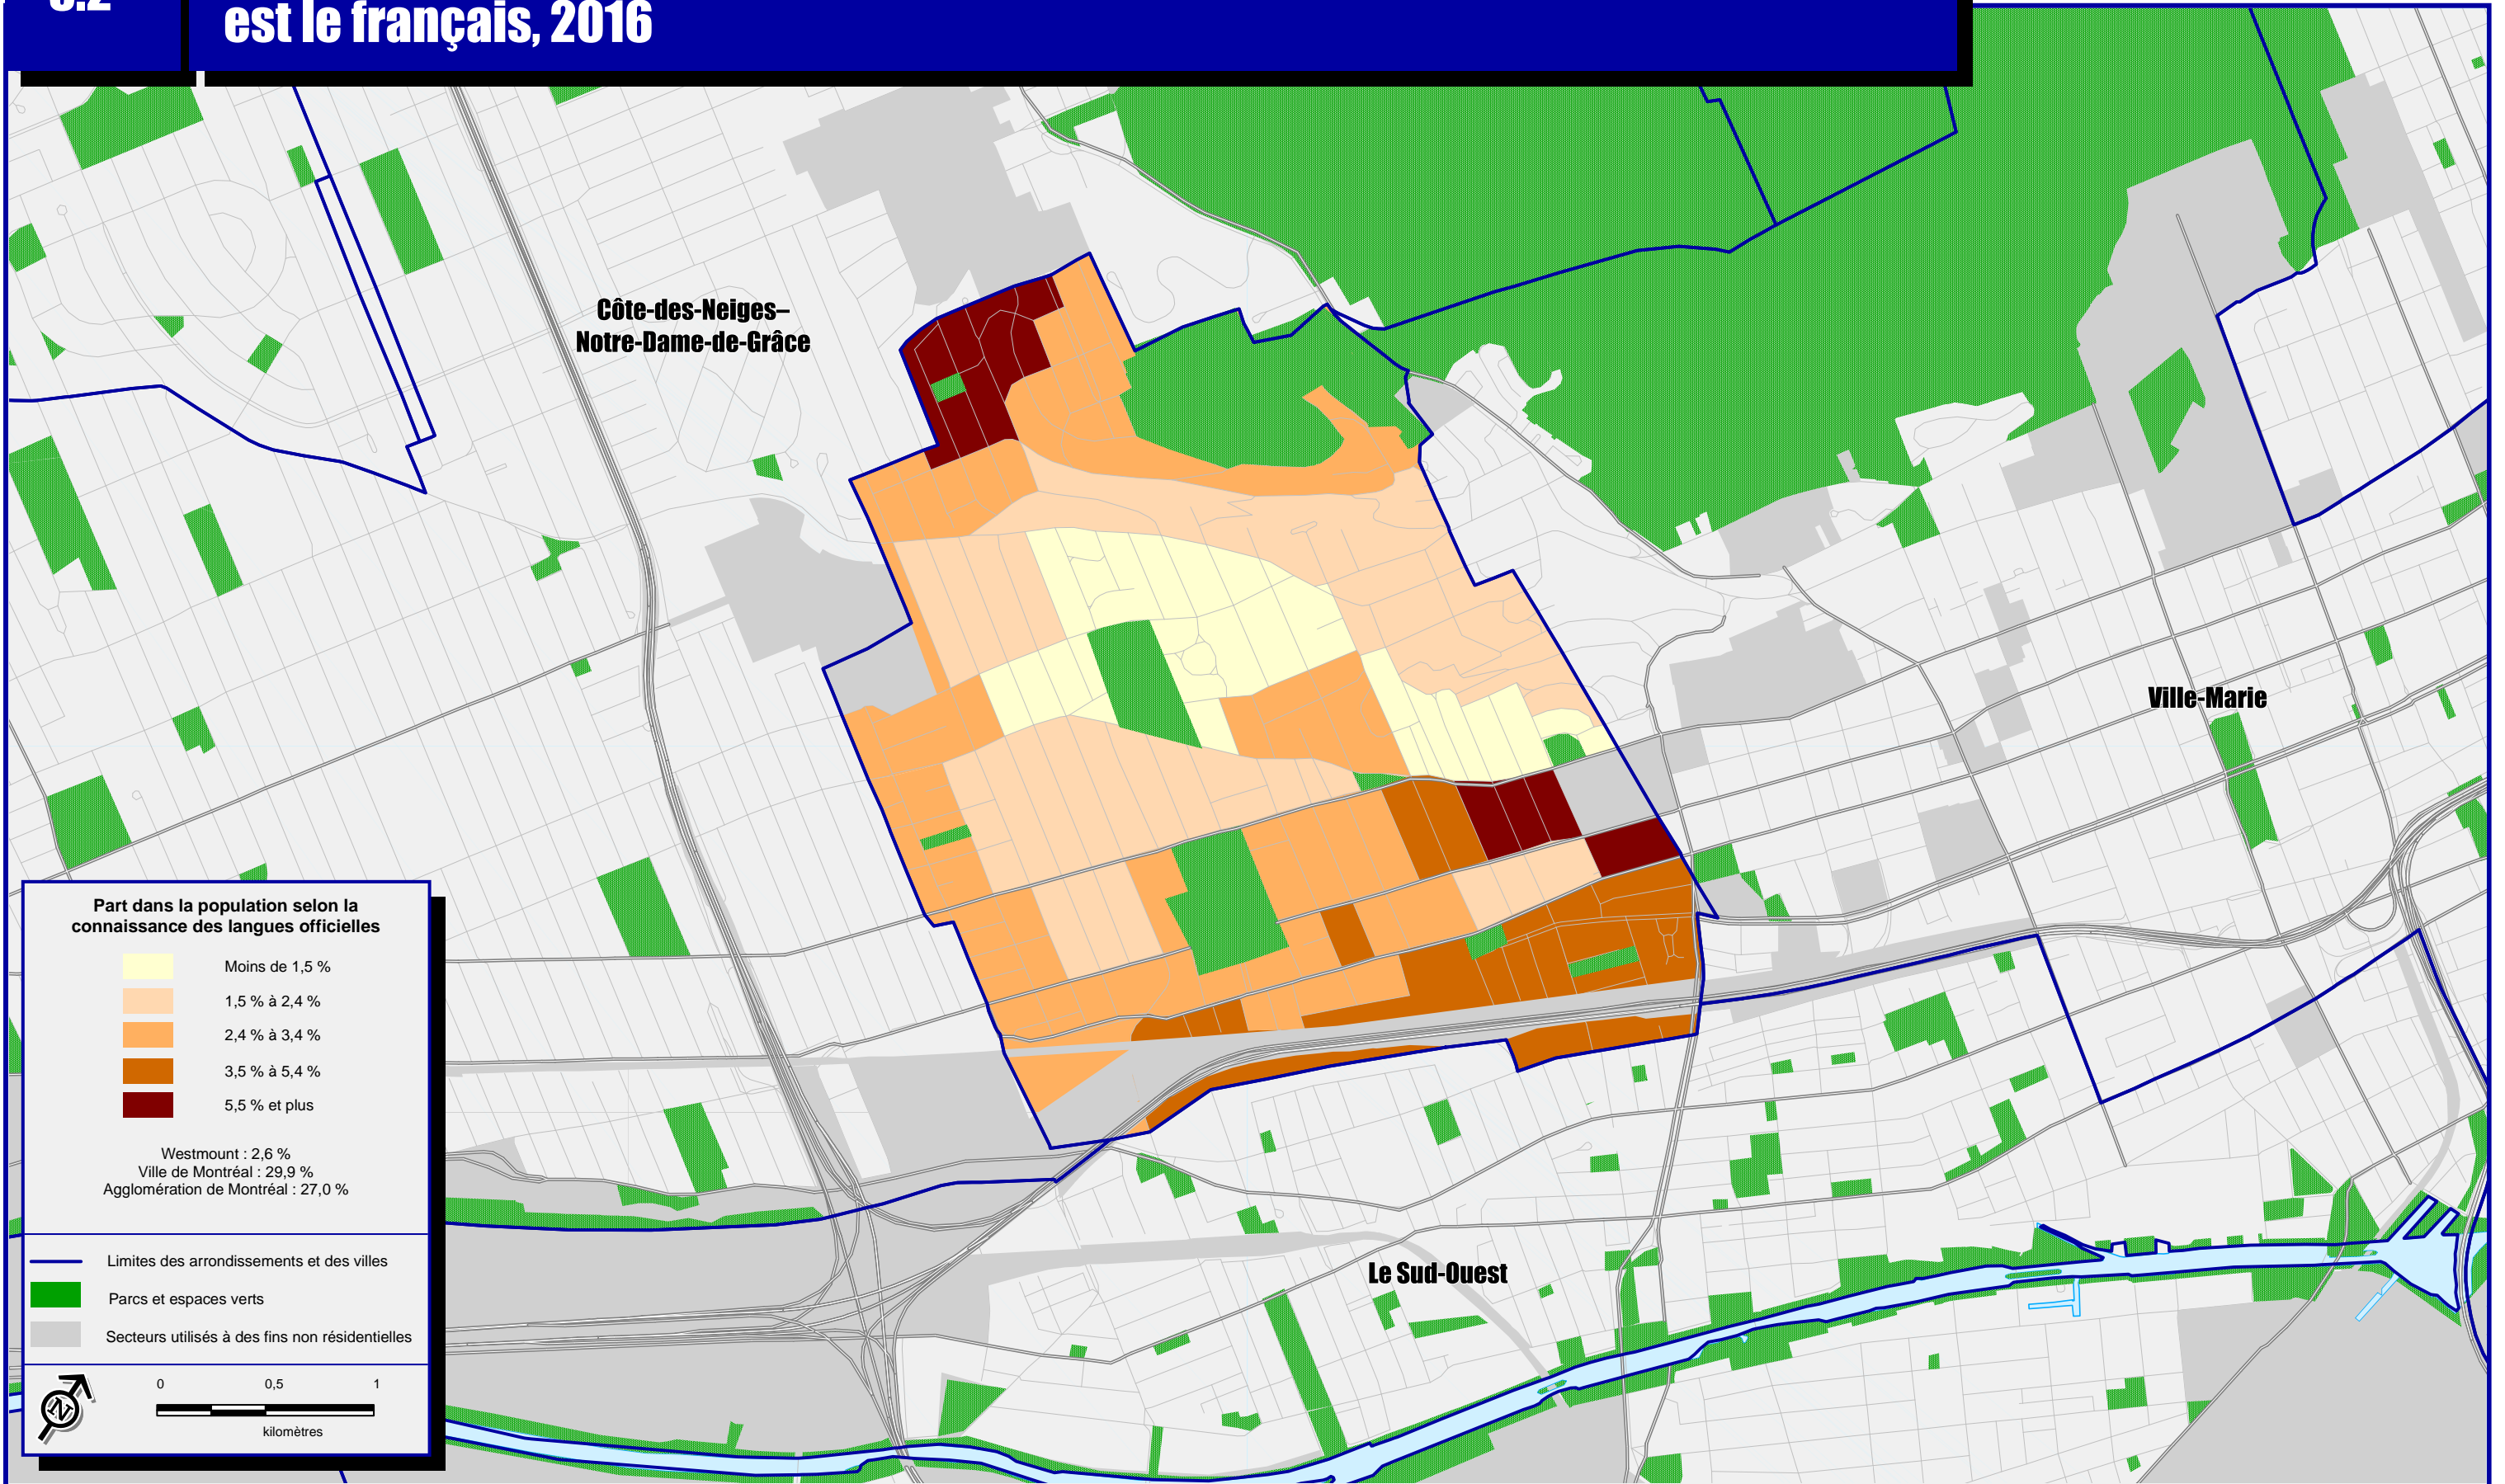 est le français, 2016
Côte-des-Neiges–
Notre-Dame-de-Grâce
Ville-Marie
Le Sud-Ouest
Part dans la population selon la
connaissance des langues officielles
Moins de 1,5 %
1,5 % à 2,4 %
2,4 % à 3,4 %
3,5 % à 5,4 %
5,5 % et plus
Westmount : 2,6 %
Ville de Montréal : 29,9 %
Agglomération de Montréal : 27,0 %
Limites des arrondissements et des villes
Parcs et espaces verts
Secteurs utilisés à des fins non résidentielles
N
0 0,5 1
kilomètres